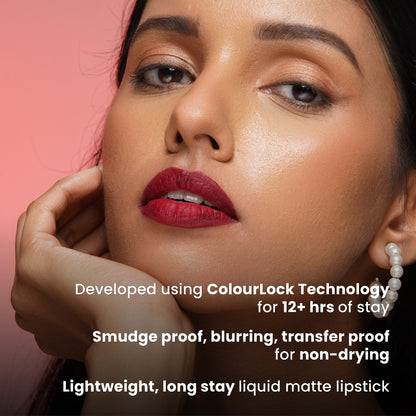 Developed using ColourLock Technology
for 12+ hrs of stay
Smudge proof, blurring, transfer proof
for non-drying
Lightweight, long stay liquid matte lipstick